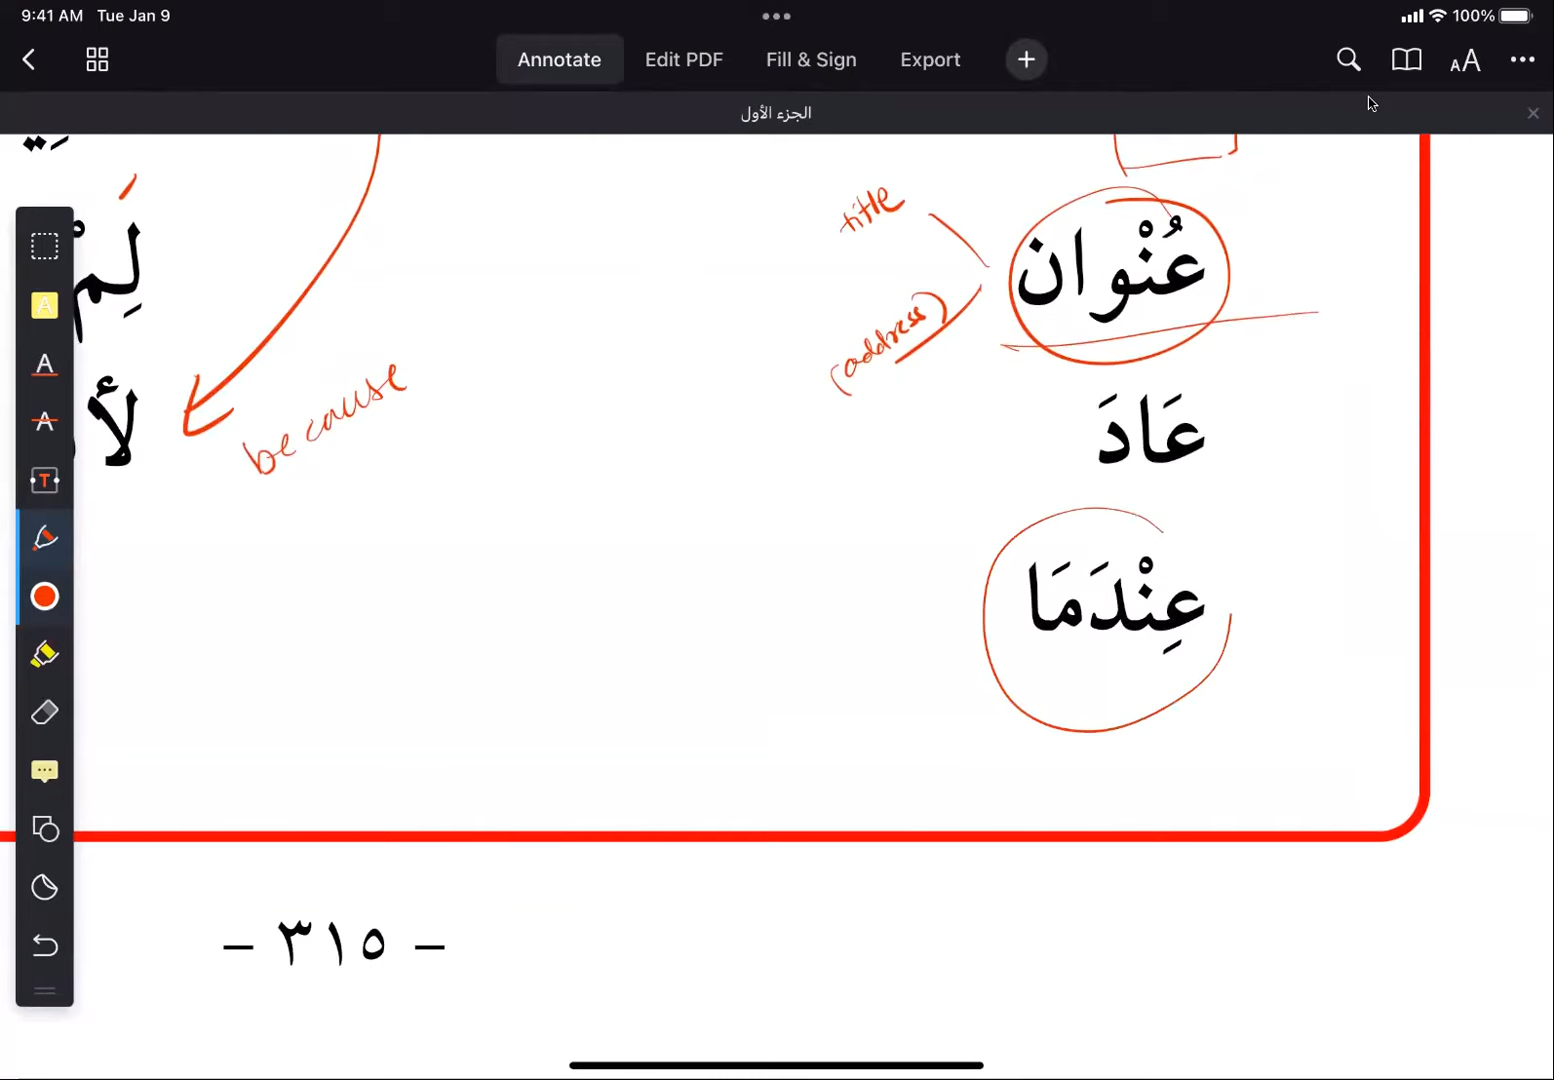 9:41 AM Tue Jan 9
100%
Annotate
Edit PDF
Fill & Sign
Export
الجزء الأول
title
عُنْوان
(address)
لِمَ
عَادَ
because
عِنْدَمَا
– ٣١٥ –